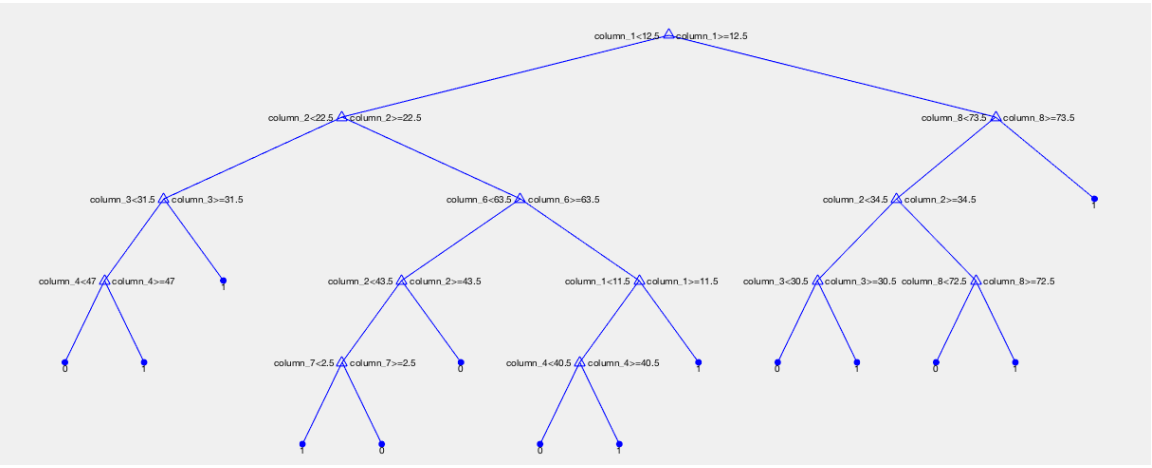 column_1<12.5 column_1>=12.5
column_2<22.5 column_2>=22.5 column_8<73.5 column_8>=73.5
column_3<31.5 column_3>=31.5 column_6<63.5 column_6>=63.5 column_2<34.5 column_2>=34.5 1
column_4<47 column_4>=47 1 column_2<43.5 column_2>=43.5 column_1<11.5 column_1>=11.5 column_3<30.5 column_3>=30.5 column_8<72.5 column_8>=72.5
0 1 column_7<2.5 column_7>=2.5 0 column_4<40.5 column_4>=40.5 1 0 1 0 1
1 0 0 1